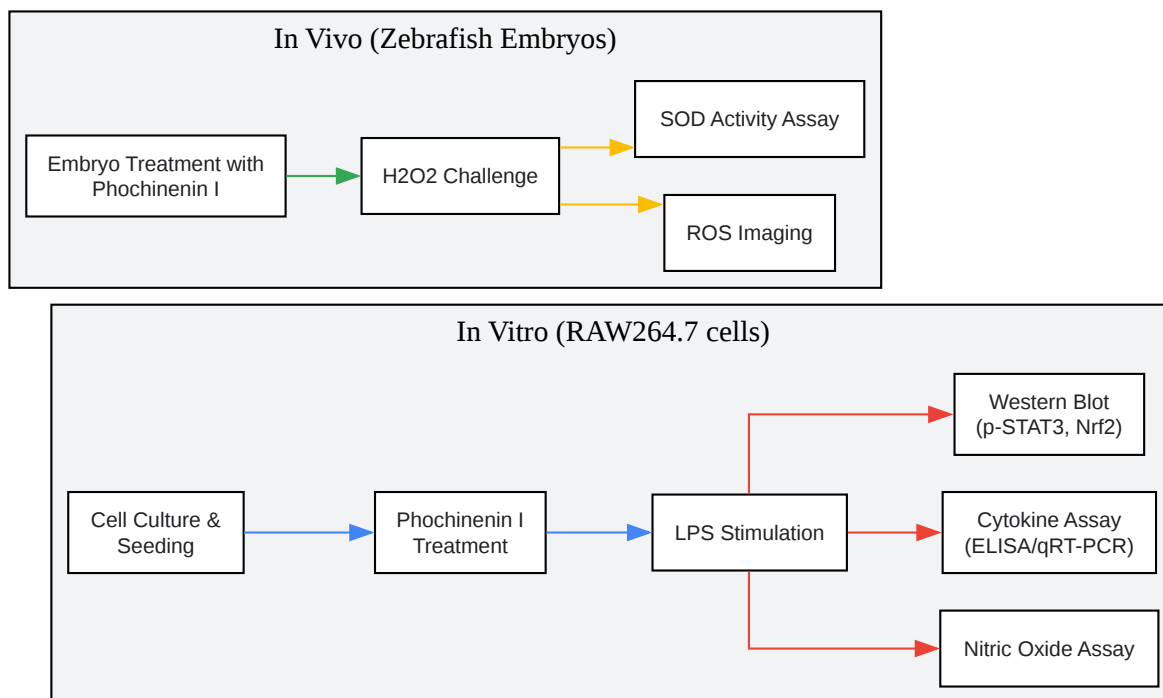 In Vivo (Zebrafish Embryos)
Embryo Treatment with
Phochinenin I
H2O2 Challenge
SOD Activity Assay
ROS Imaging
In Vitro (RAW264.7 cells)
Cell Culture &
Seeding
Phochinenin I
Treatment
LPS Stimulation
Western Blot
(p-STAT3, Nrf2)
Cytokine Assay
(ELISA/qRT-PCR)
Nitric Oxide Assay